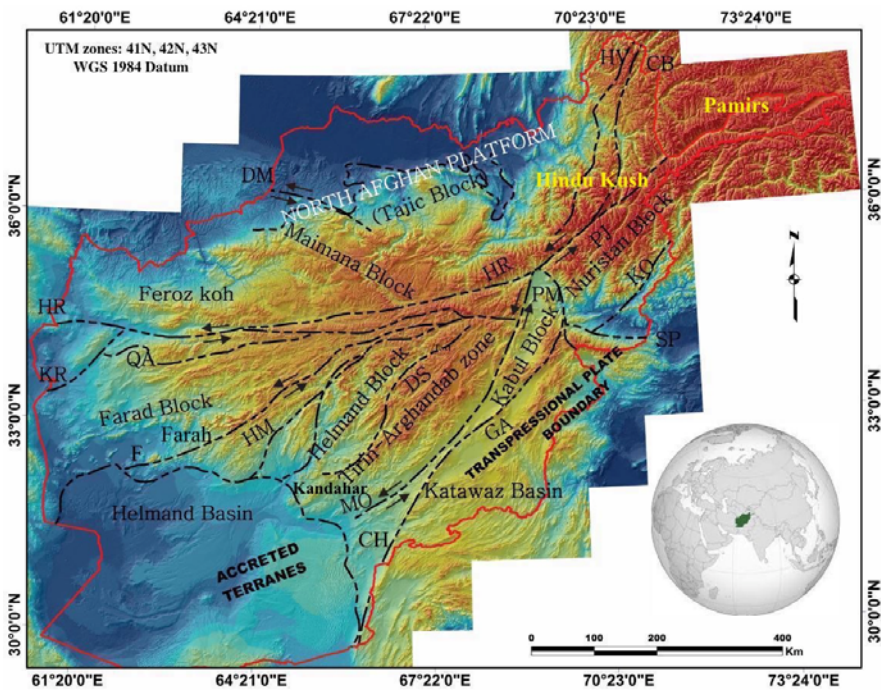 61°20'0"E
64°21'0"E
67°22'0"E
70°23'0"E
73°24'0"E
UTM zones: 41N, 42N, 43N
WGS 1984 Datum
HV
CB
Pamirs
NORTH AFGHAN PLATFORM
DM
(Tajic Block)
Hindu Kush
36°0'0"N
36°0'0"N
Maimana Block
PJ
Nuristan Block
HR
KO
z
Feroz koh
PM
HR
SP
QA
KR
Kabul Block
DS
Helmand Block
Tirin-Arghandab zone
TRANSPRESSIONAL PLATE
BOUNDARY
33°0'0"N
33°0'0"N
Farad Block
Farah
HM
GA
F
Kandahar
MO
Katawaz Basin
Helmand Basin
CH
ACCRETED
TERRANES
30°0'0"N
30°0'0"N
0
100
200
400
Km
61°20'0"E
64°21'0"E
67°22'0"E
70°23'0"E
73°24'0"E